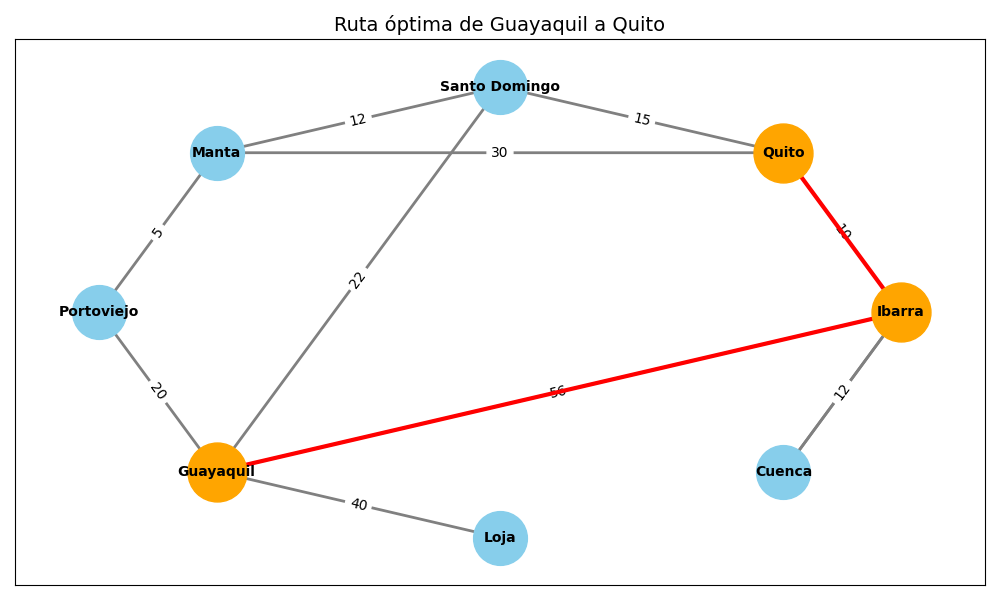 Ruta óptima de Guayaquil a Quito
Santo Domingo
12
15
Manta
30
Quito
5
10
22
Portoviejo
Ibarra
20
56
12
Guayaquil
Cuenca
40
Loja